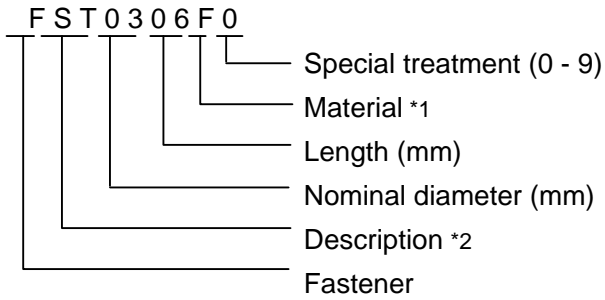 F S T 0 3 0 6 F 0
Special treatment (0 - 9)
Material *1
Length (mm)
Nominal diameter (mm)
Description *2
Fastener